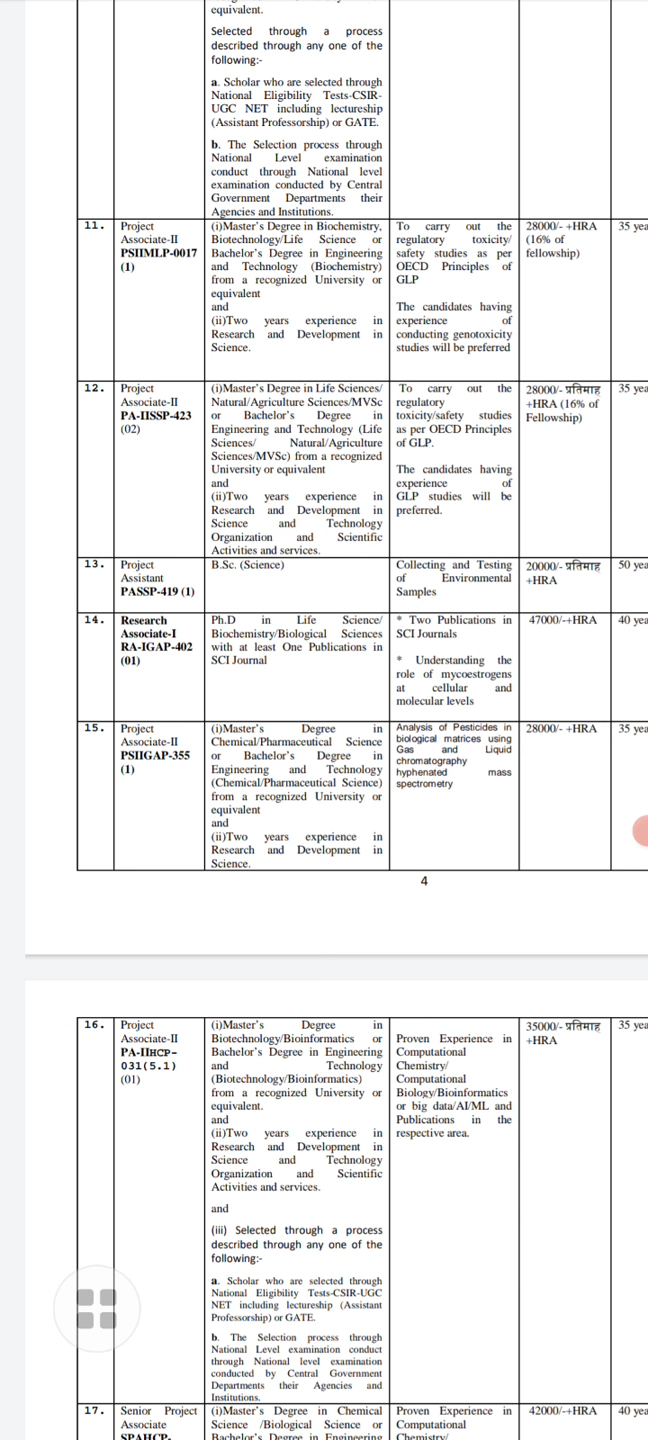 equivalent.
Selected through a process
described through any one of the
following:-
a. Scholar who are selected through
National Eligibility Tests-CSIR-
UGC NET including lectureship
(Assistant Professorship) or GATE.
b. The Selection process through
National Level examination
conduct through National level
examination conducted by Central
Government Departments their
Agencies and Institutions.
11.
Project
Associate-II
PSIIMLP-0017
(1)
(i)Master's Degree in Biochemistry,
Biotechnology/Life Science or
Bachelor's Degree in Engineering
and Technology (Biochemistry)
from a recognized University or
equivalent
and
(ii)Two years experience in
Research and Development in
Science.
To carry out the
regulatory toxicity/
safety studies as per
OECD Principles of
GLP
The candidates having
experience of
conducting genotoxicity
studies will be preferred
28000/- +HRA
(16% of
fellowship)
35 yea
12.
Project
Associate-II
PA-IISSP-423
(02)
(i)Master's Degree in Life Sciences/
Natural/Agriculture Sciences/MVSc
or Bachelor's Degree in
Engineering and Technology (Life
Sciences/ Natural/Agriculture
Sciences/MVSc) from a recognized
University or equivalent
and
(ii)Two years experience in
Research and Development in
Science and Technology
Organization and Scientific
Activities and services.
To carry out the
regulatory
toxicity/safety studies
as per OECD Principles
of GLP.
The candidates having
experience of
GLP studies will be
preferred.
28000/- प्रतिमाह
+HRA (16% of
Fellowship)
35 yea
13.
Project
Assistant
PASSP-419 (1)
B.Sc. (Science)
Collecting and Testing
of Environmental
Samples
20000/- प्रतिमाह
+HRA
50 yea
14.
Research
Associate-I
RA-IGAP-402
(01)
Ph.D in Life Science/
Biochemistry/Biological Sciences
with at least One Publications in
SCI Journal
* Two Publications in
SCI Journals
* Understanding the
role of mycoestrogens
at cellular and
molecular levels
47000/-+HRA
40 yea
15.
Project
Associate-II
PSIIGAP-355
(1)
(i)Master's Degree in
Chemical/Pharmaceutical Science
or Bachelor's Degree in
Engineering and Technology
(Chemical/Pharmaceutical Science)
from a recognized University or
equivalent
and
(ii)Two years experience in
Research and Development in
Science.
Analysis of Pesticides in
biological matrices using
Gas and Liquid
chromatography
hyphenated mass
spectrometry
28000/- +HRA
35 yea
4
16.
Project
Associate-II
PA-IIHCP-
031(5.1)
(01)
(i)Master's Degree in
Biotechnology/Bioinformatics or
Bachelor's Degree in Engineering
and Technology
(Biotechnology/Bioinformatics)
from a recognized University or
equivalent.
and
(ii)Two years experience in
Research and Development in
Science and Technology
Organization and Scientific
Activities and services.
and
(iii) Selected through a process
described through any one of the
following:-
a. Scholar who are selected through
National Eligibility Tests-CSIR-UGC
NET including lectureship (Assistant
Professorship) or GATE.
b. The Selection process through
National Level examination conduct
through National level examination
conducted by Central Government
Departments their Agencies and
Institutions.
Proven Experience in
Computational
Chemistry/
Computational
Biology/Bioinformatics
or big data/AI/ML and
Publications in the
respective area.
35000/- प्रतिमाह
+HRA
35 yea
17.
Senior Project
Associate
SPAHCP-
(i)Master's Degree in Chemical
Science /Biological Science or
Bachelor's Degree in Engineering
Proven Experience in
Computational
Chemistry/
42000/-+HRA
40 yea